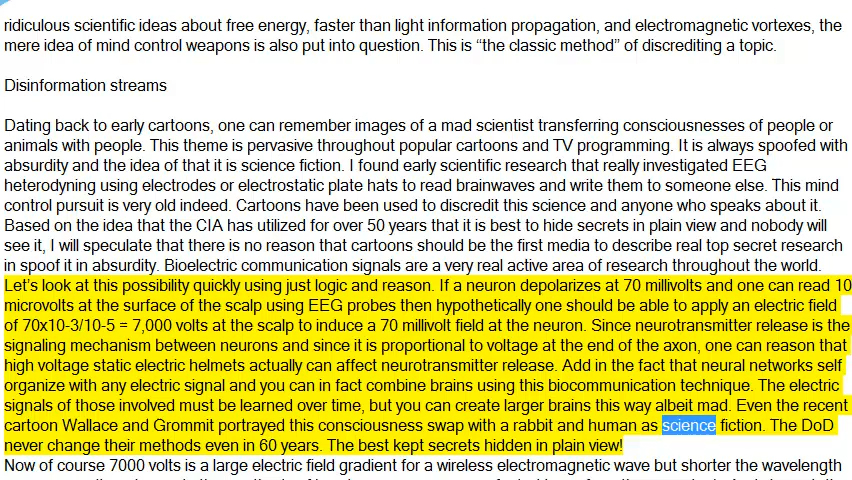 ridiculous scientific ideas about free energy, faster than light information propagation, and electromagnetic vortexes, the
mere idea of mind control weapons is also put into question. This is “the classic method” of discrediting a topic.
Disinformation streams
Dating back to early cartoons, one can remember images of a mad scientist transferring consciousnesses of people or
animals with people. This theme is pervasive throughout popular cartoons and TV programming. It is always spoofed with
absurdity and the idea of that it is science fiction. I found early scientific research that really investigated EEG
heterodyning using electrodes or electrostatic plate hats to read brainwaves and write them to someone else. This mind
control pursuit is very old indeed. Cartoons have been used to discredit this science and anyone who speaks about it.
Based on the idea that the CIA has utilized for over 50 years that it is best to hide secrets in plain view and nobody will
see it, I will speculate that there is no reason that cartoons should be the first media to describe real top secret research
in spoof it in absurdity. Bioelectric communication signals are a very real active area of research throughout the world.
Let’s look at this possibility quickly using just logic and reason. If a neuron depolarizes at 70 millivolts and one can read 10
microvolts at the surface of the scalp using EEG probes then hypothetically one should be able to apply an electric field
of 70x10-3/10-5 = 7,000 volts at the scalp to induce a 70 millivolt field at the neuron. Since neurotransmitter release is the
signaling mechanism between neurons and since it is proportional to voltage at the end of the axon, one can reason that
high voltage static electric helmets actually can affect neurotransmitter release. Add in the fact that neural networks self
organize with any electric signal and you can in fact combine brains using this biocommunication technique. The electric
signals of those involved must be learned over time, but you can create larger brains this way albeit mad. Even the recent
cartoon Wallace and Grommit portrayed this consciousness swap with a rabbit and human as science fiction. The DoD
never change their methods even in 60 years. The best kept secrets hidden in plain view!
Now of course 7000 volts is a large electric field gradient for a wireless electromagnetic wave but shorter the wavelength